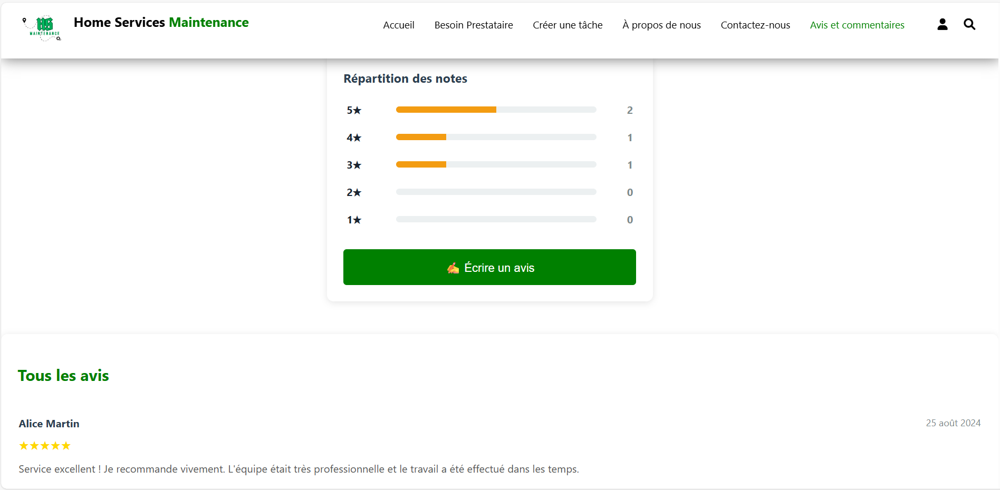 HS
MAINTENANCE
Home Services Maintenance
Accueil
Besoin Prestataire
Créer une tâche
À propos de nous
Contactez-nous
Avis et commentaires
Répartition des notes
5★ 2
4★ 1
3★ 1
2★ 0
1★ 0
✍️ Écrire un avis
Tous les avis
Alice Martin
25 août 2024
★★★★★
Service excellent ! Je recommande vivement. L'équipe était très professionnelle et le travail a été effectué dans les temps.